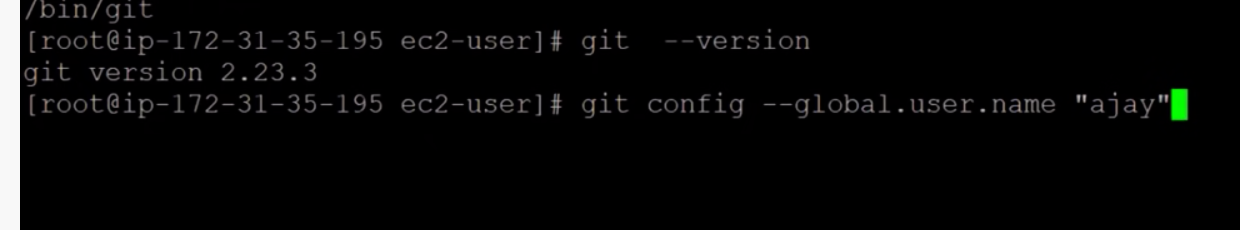 /bin/git
[root@ip-172-31-35-195 ec2-user]# git  --version
git version 2.23.3
[root@ip-172-31-35-195 ec2-user]# git config --global.user.name "ajay"